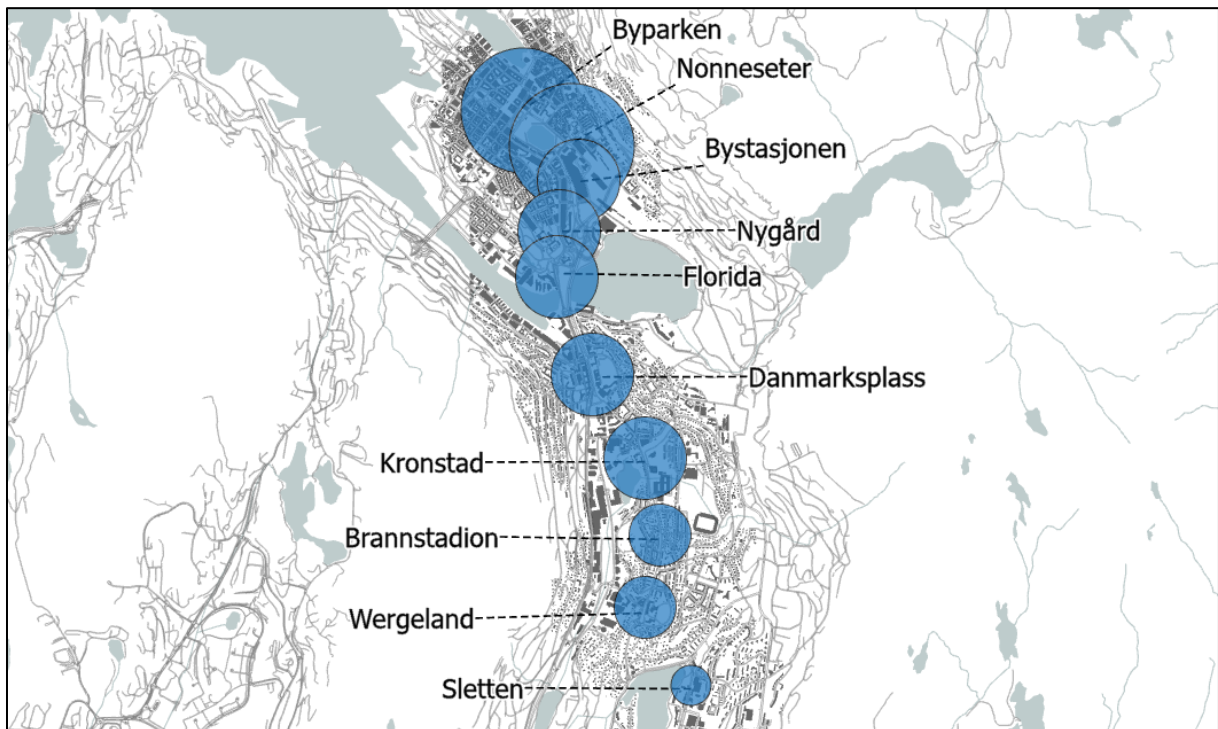 Byparken
Nonneseter
Bystasjonen
Nygård
Florida
Danmarksplass
Kronstad
Brannstadion
Wergeland
Sletten